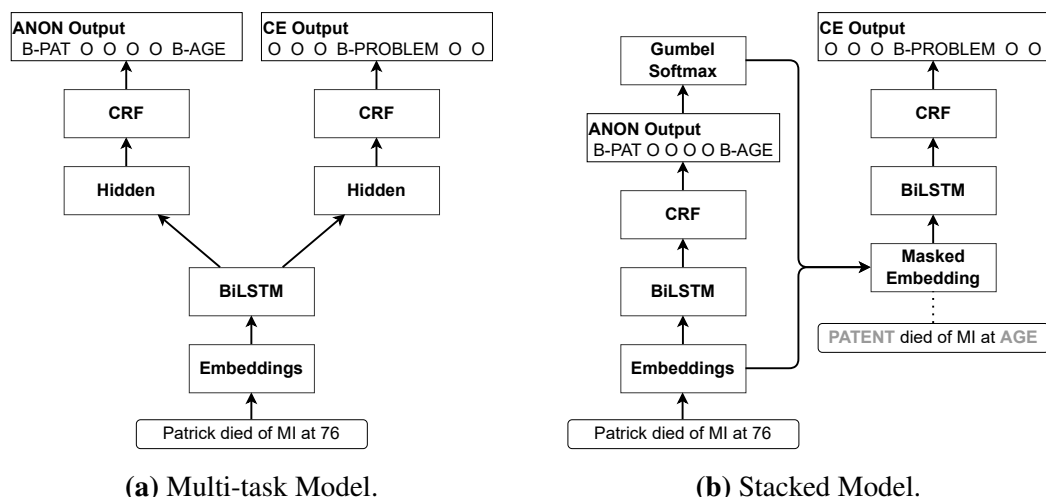 ANON Output
B-PAT O O O O B-AGE
CRF
Hidden
CE Output
O O O B-PROBLEM O O
CRF
Hidden
BiLSTM
Embeddings
Patrick died of MI at 76
(a) Multi-task Model.
Gumbel
Softmax
ANON Output
B-PAT O O O O B-AGE
CRF
BiLSTM
Embeddings
Patrick died of MI at 76
CE Output
O O O B-PROBLEM O O
CRF
BiLSTM
Masked
Embedding
PATENT died of MI at AGE
(b) Stacked Model.